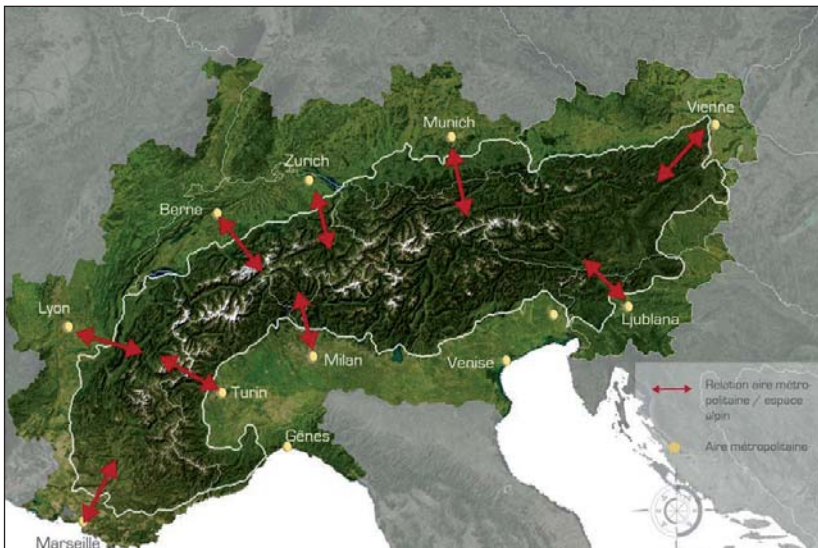 Vienne
Munich
Zurich
Berne
Lyon
Ljublana
Milan
Venise
Turin
Relation aire métro-
politaine / espace
alpin
Gênes
Aire métropolitaine
Marseille